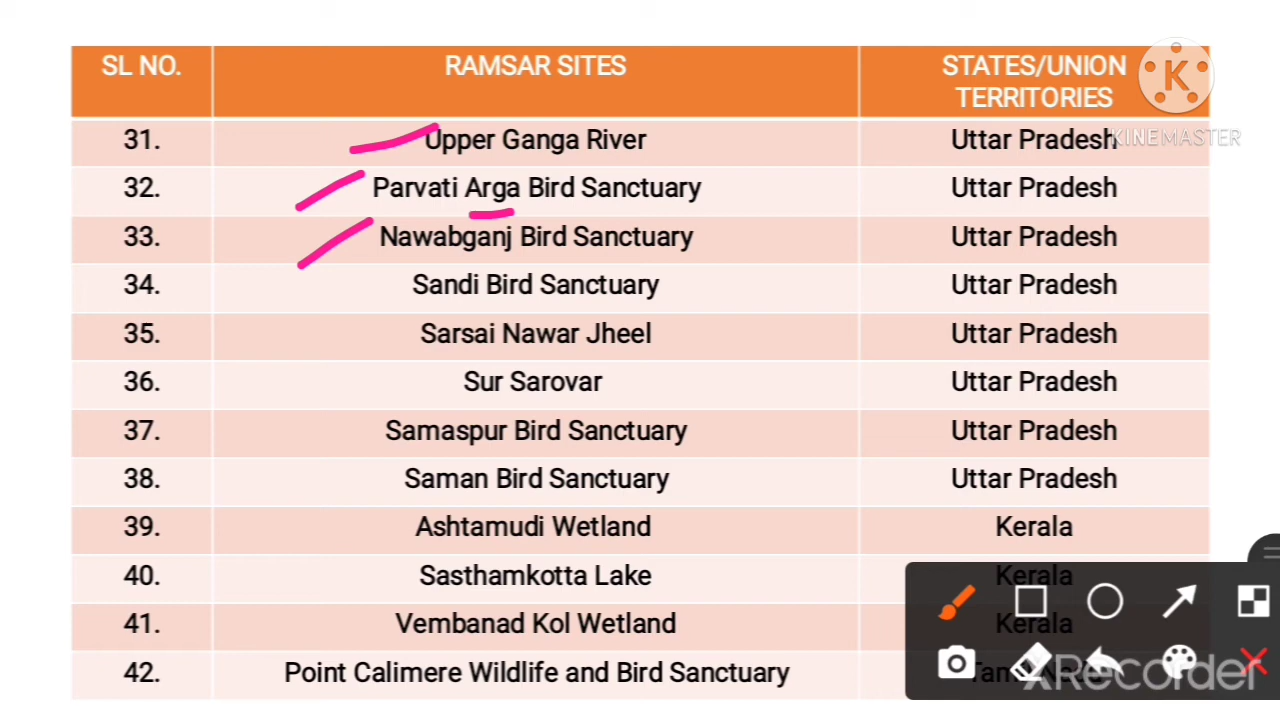 SL NO. RAMSAR SITES STATES/UNION TERRITORIES
K
KINEMASTER
31. Upper Ganga River Uttar Pradesh
32. Parvati Arga Bird Sanctuary Uttar Pradesh
33. Nawabganj Bird Sanctuary Uttar Pradesh
34. Sandi Bird Sanctuary Uttar Pradesh
35. Sarsai Nawar Jheel Uttar Pradesh
36. Sur Sarovar Uttar Pradesh
37. Samaspur Bird Sanctuary Uttar Pradesh
38. Saman Bird Sanctuary Uttar Pradesh
39. Ashtamudi Wetland Kerala
40. Sasthamkotta Lake Kerala
41. Vembanad Kol Wetland Kerala
42. Point Calimere Wildlife and Bird Sanctuary Tamil Nadu
XRecorder